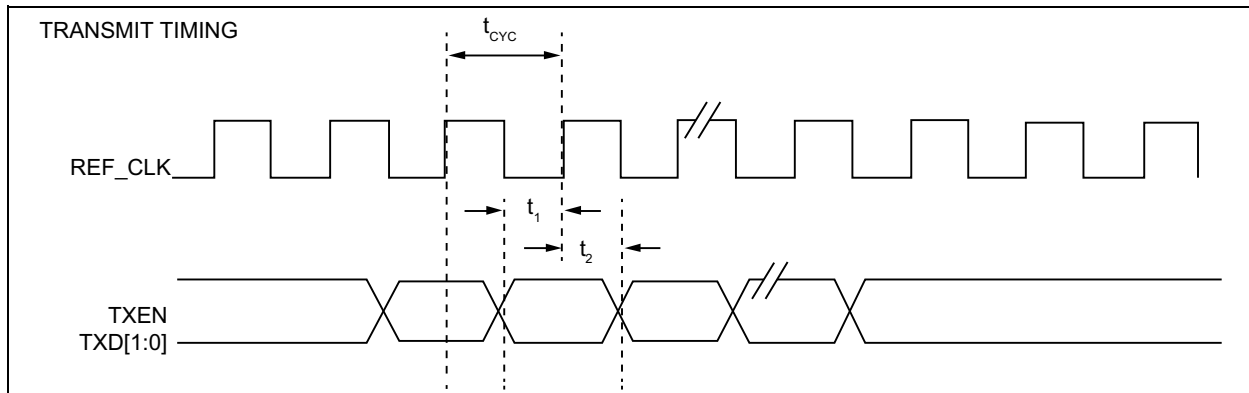 TRANSMIT TIMING
tCYC
REF_CLK
t1
t2
TXEN
TXD[1:0]